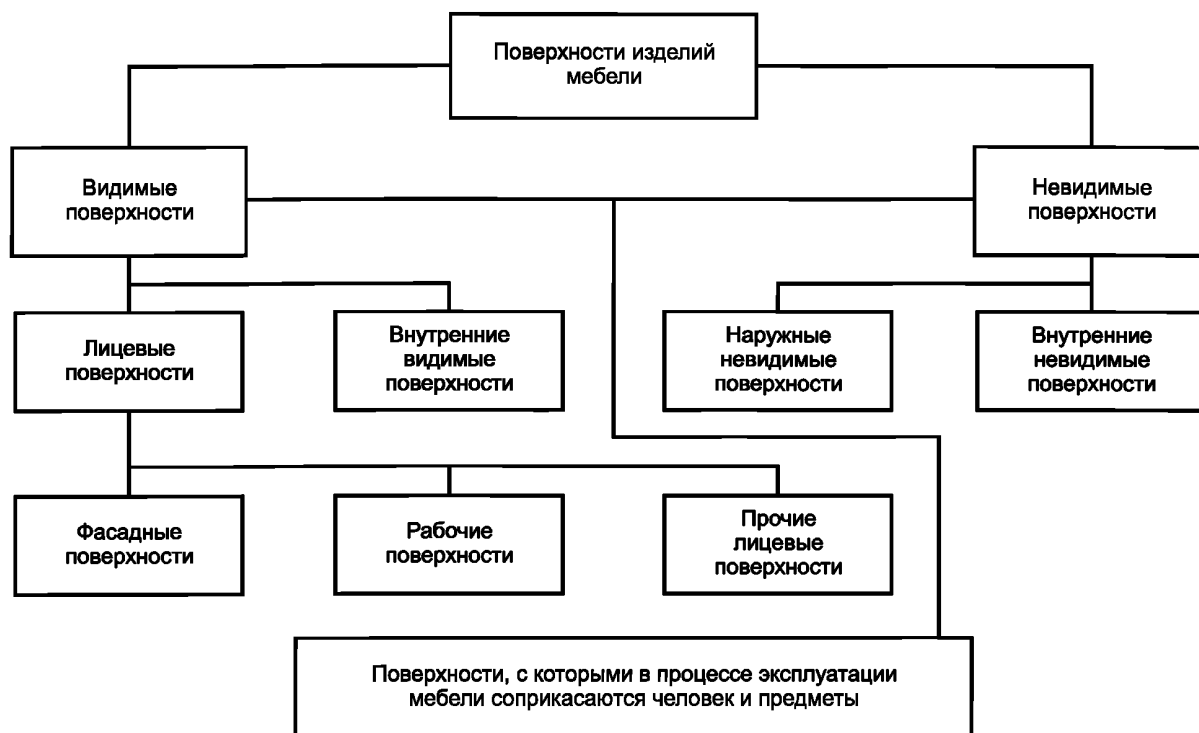 Поверхности изделий
мебели
Видимые
поверхности
Невидимые
поверхности
Лицевые
поверхности
Внутренние
видимые
поверхности
Наружные
невидимые
поверхности
Внутренние
невидимые
поверхности
Фасадные
поверхности
Рабочие
поверхности
Прочие
лицевые
поверхности
Поверхности, с которыми в процессе эксплуатации
мебели соприкасаются человек и предметы